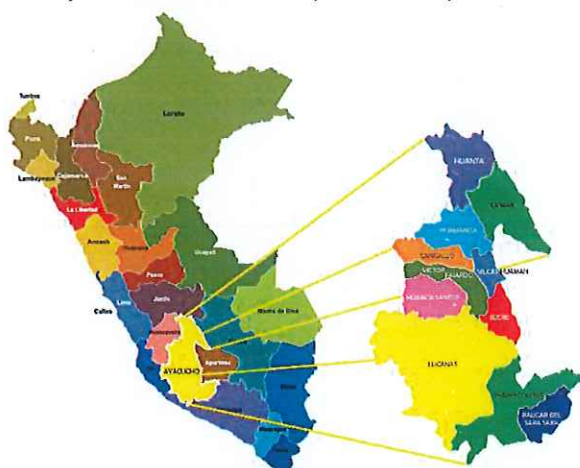 Tumbes
Loreto
Piura
Amazonas
Lambayeque
Cajamarca
San
Martín
La Libertad
Ancash
Huánuco
Ucayali
Pasco
Lima
Callao
Junín
Madre de Dios
Huancavelica
AYACUCHO
Apurímac
HUANTA
LA MAR
HUAMANGA
CANGALLO
VICTOR
FAJARDO
VILCAS HUAMAN
HUANCA SANCOS
SUCRE
LUCANAS
PAUCAR DEL
SARA SARA